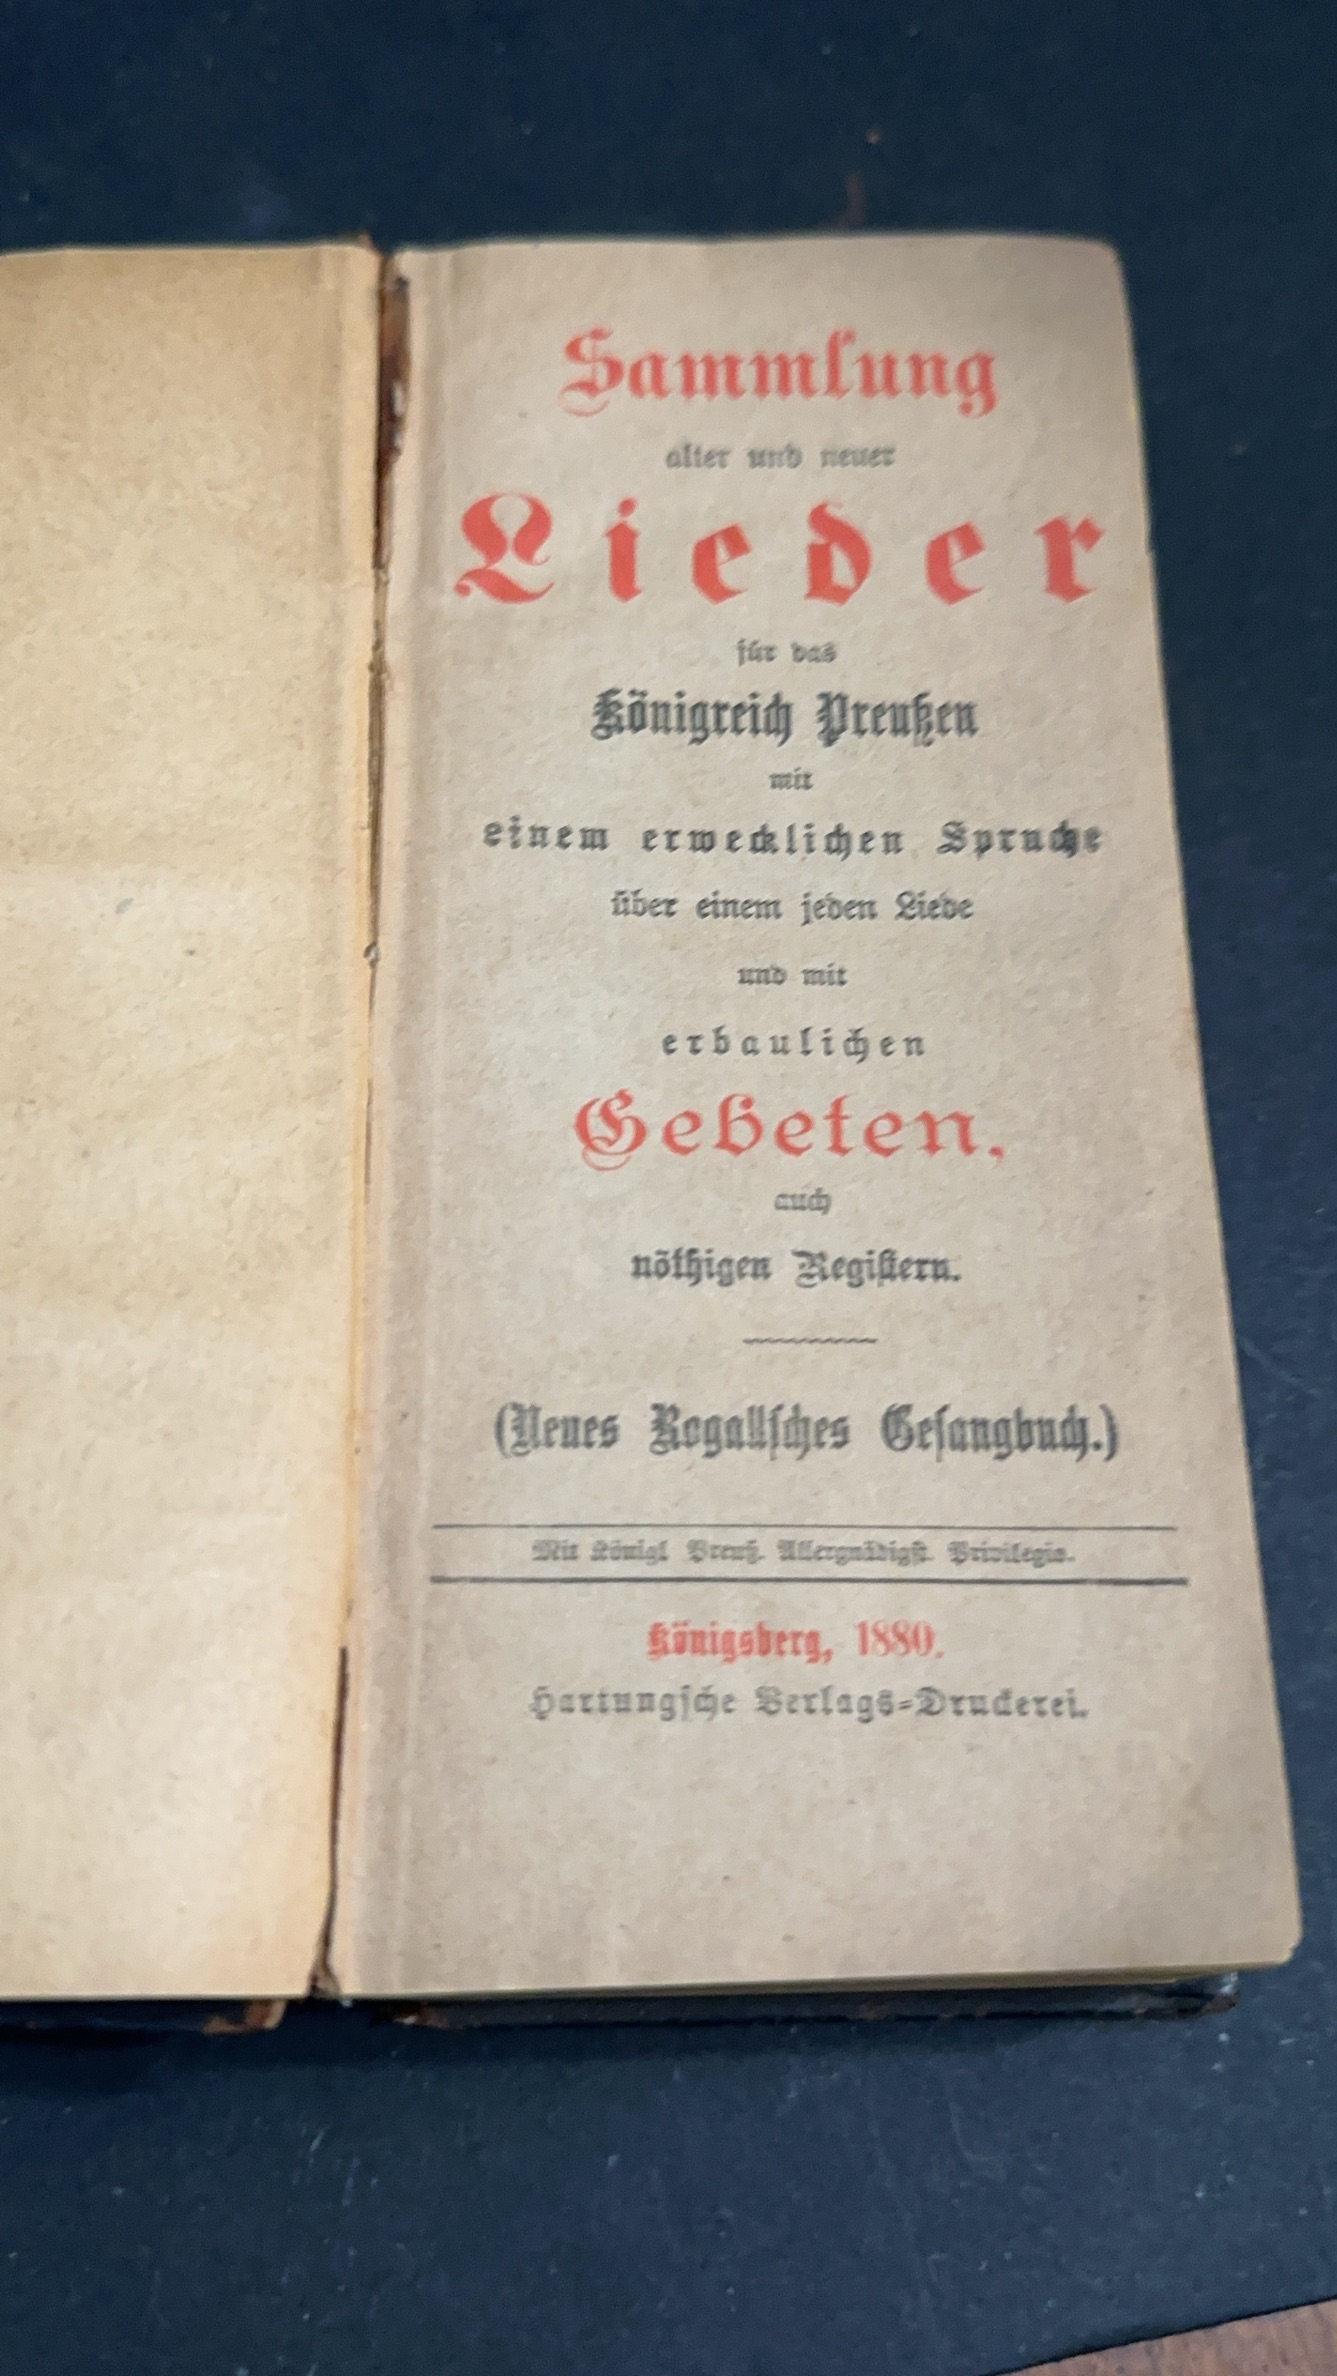 Sammlung
alter und neuer
Lieder
für das
Königreich Preußen
mit
einem erwecklichen Spruche
über einem jeden Liede
und mit
erbaulichen
Gebeten,
auch
nöthigen Registern.
(Neues Rogallsches Gesangbuch.)
Mit Königl. Preuß. Allergnädigst. Privilegio.
Königsberg, 1880.
Hartungsche Verlags-Druckerei.